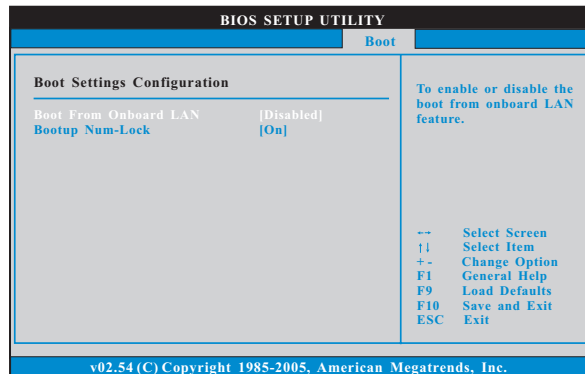 BIOS SETUP UTILITY
Boot
Boot Settings Configuration
Boot From Onboard LAN [Disabled]
Bootup Num-Lock [On]
To enable or disable the
boot from onboard LAN
feature.
←→ Select Screen
↑↓ Select Item
+ - Change Option
F1 General Help
F9 Load Defaults
F10 Save and Exit
ESC Exit
v02.54 (C) Copyright 1985-2005, American Megatrends, Inc.